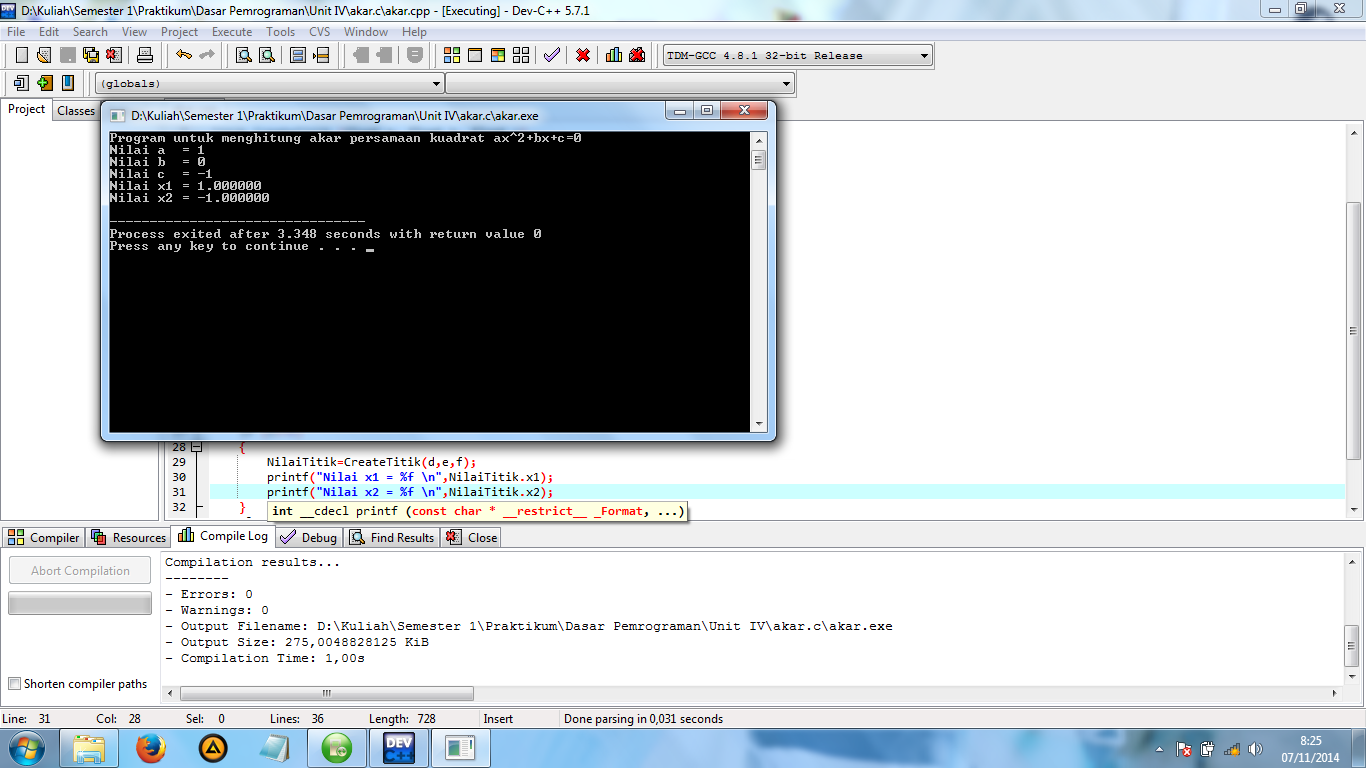 D:\Kuliah\Semester 1\Praktikum\Dasar Pemrograman\Unit IV\akar.c\akar.cpp - [Executing] - Dev-C++ 5.7.1
File Edit Search View Project Execute Tools CVS Window Help
TDM-GCC 4.8.1 32-bit Release
(globals)
Project Classes
D:\Kuliah\Semester 1\Praktikum\Dasar Pemrograman\Unit IV\akar.c\akar.exe
Program untuk menghitung akar persamaan kuadrat ax^2+bx+c=0
Nilai a  = 1
Nilai b  = 0
Nilai c  = -1
Nilai x1 = 1.000000
Nilai x2 = -1.000000
--------------------------------
Process exited after 3.348 seconds with return value 0
Press any key to continue . . . _
28 {
29 NilaiTitik=CreateTitik(d,e,f);
30 printf("Nilai x1 = %f \n",NilaiTitik.x1);
31 printf("Nilai x2 = %f \n",NilaiTitik.x2);
32 }
int __cdecl printf (const char * __restrict__ _Format, ...)
Compiler Resources Compile Log Debug Find Results Close
Abort Compilation
Shorten compiler paths
Compilation results...
--------
- Errors: 0
- Warnings: 0
- Output Filename: D:\Kuliah\Semester 1\Praktikum\Dasar Pemrograman\Unit IV\akar.c\akar.exe
- Output Size: 275,0048828125 KiB
- Compilation Time: 1,00s
Line: 31 Col: 28 Sel: 0 Lines: 36 Length: 728 Insert Done parsing in 0,031 seconds
DEV C++
8:25
07/11/2014